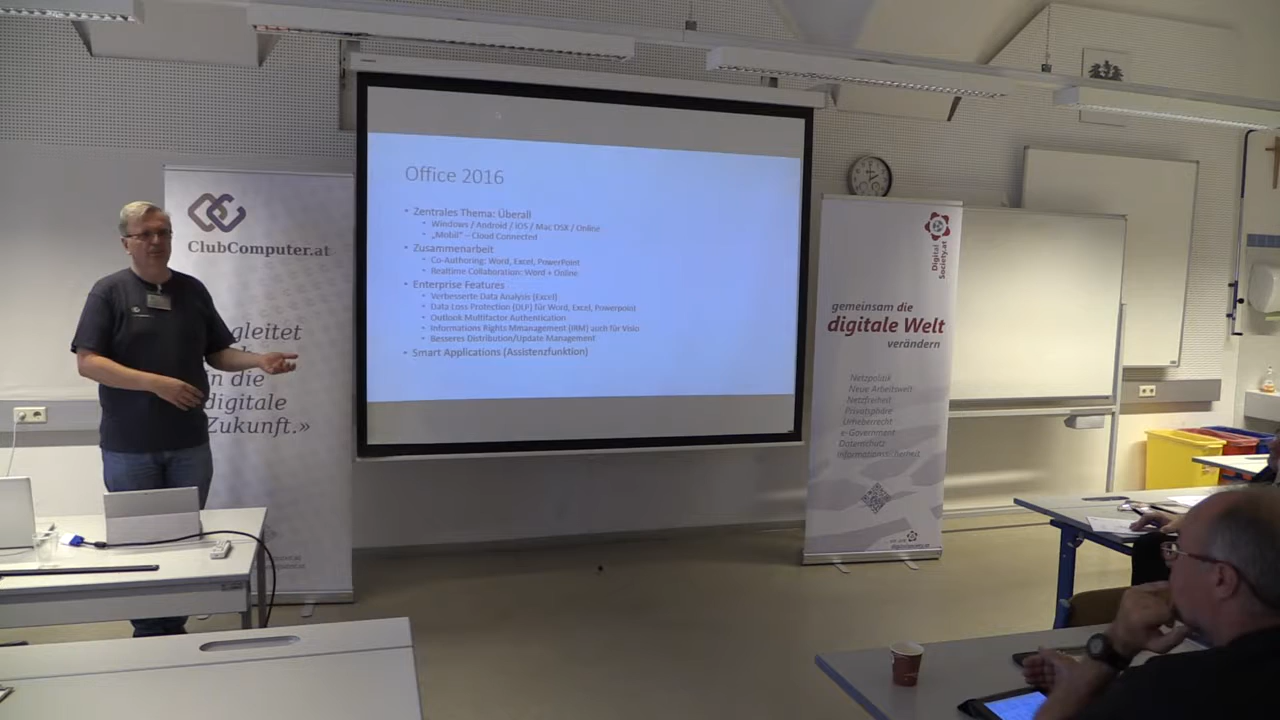 ClubComputer.at
gleitet
in die
digitale
Zukunft.»
Office 2016
• Zentrales Thema: Überall
• Windows / Android / iOS / Mac OSX / Online
• „Mobil“ – Cloud Connected
• Zusammenarbeit
• Co-Authoring: Word, Excel, PowerPoint
• Realtime Collaboration: Word + Online
• Enterprise Features
• Verbesserte Data Analysis (Excel)
• Data Loss Protection (DLP) für Word, Excel, Powerpoint
• Outlook Multifactor Authentication
• Informations Rights Mmanagement (IRM) auch für Visio
• Besseres Distribution/Update Management
• Smart Applications (Assistenzfunktion)
Digital
Society.at
gemeinsam die
digitale Welt
verändern
Netzpolitik
Neue Arbeitswelt
Netzfreiheit
Privatsphäre
Urheberrecht
e-Government
Datenschutz
Informationssicherheit